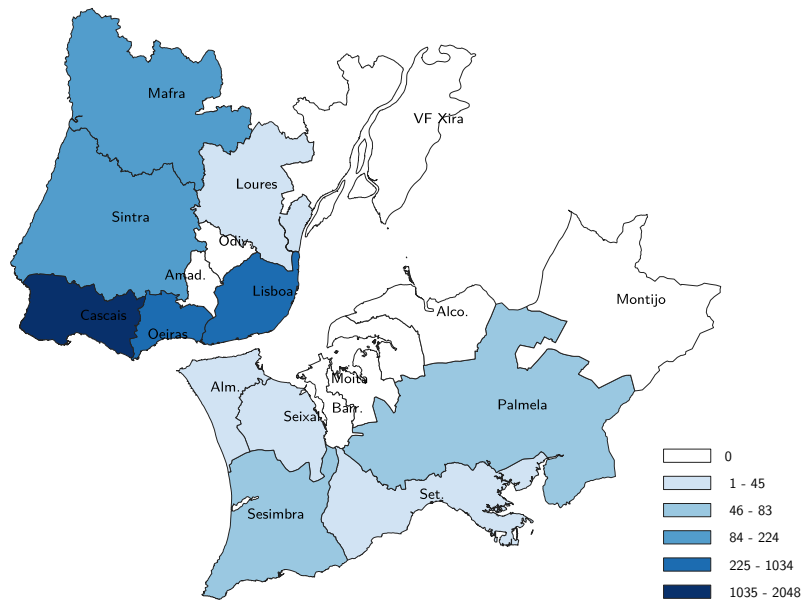 Mafra
VF Xira
Loures
Sintra
Odiv.
Amad.
Lisboa
Montijo
Cascais
Alco.
Oeiras
Moita
Alm.
Palmela
Barr.
Seixal
Set.
Sesimbra
0
1 - 45
46 - 83
84 - 224
225 - 1034
1035 - 2048